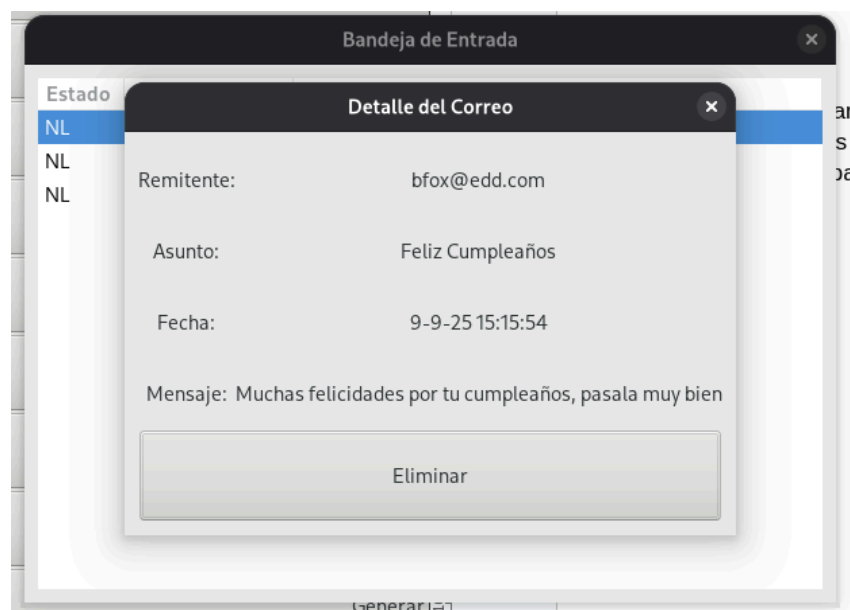 Bandeja de Entrada
Estado
Detalle del Correo
NL
NL
NL
Remitente: bfox@edd.com
Asunto: Feliz Cumpleaños
Fecha: 9-9-25 15:15:54
Mensaje: Muchas felicidades por tu cumpleaños, pasala muy bien
Eliminar
Generar